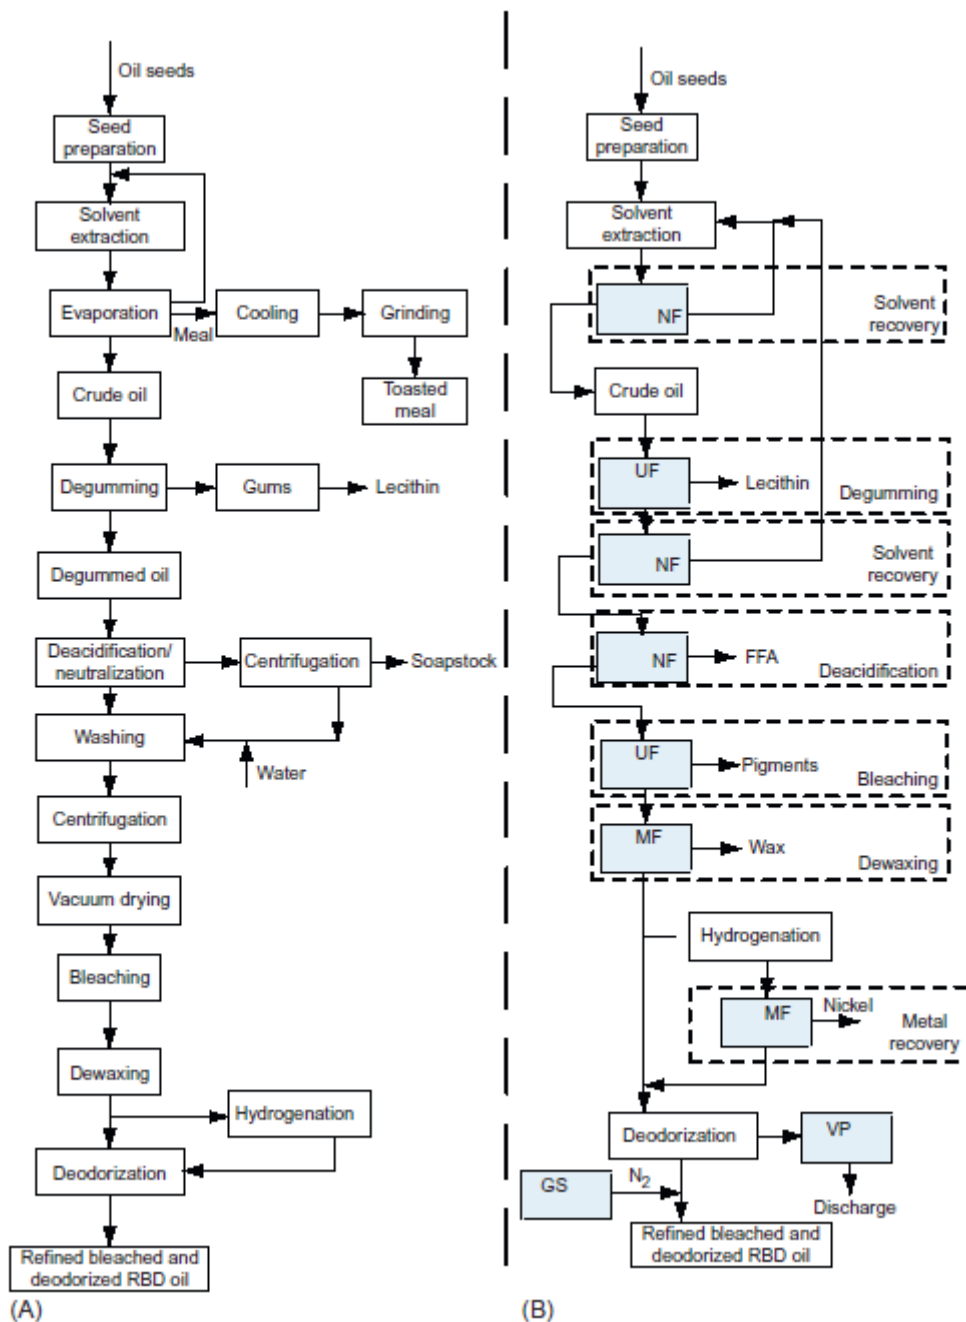 Oil seeds
Seed
preparation
Solvent
extraction
Evaporation
Meal
Cooling
Grinding
Toasted
meal
Crude oil
Degumming
Gums
Lecithin
Degummed oil
Deacidification/
neutralization
Centrifugation
Soapstock
Washing
Water
Centrifugation
Vacuum drying
Bleaching
Dewaxing
Hydrogenation
Deodorization
Refined bleached and
deodorized RBD oil
(A)
Oil seeds
Seed
preparation
Solvent
extraction
NF
Solvent
recovery
Crude oil
UF
Lecithin
Degumming
NF
Solvent
recovery
NF
FFA
Deacidification
UF
Pigments
Bleaching
MF
Wax
Dewaxing
Hydrogenation
MF
Nickel
Metal
recovery
Deodorization
VP
GS
N2
Discharge
Refined bleached and
deodorized RBD oil
(B)